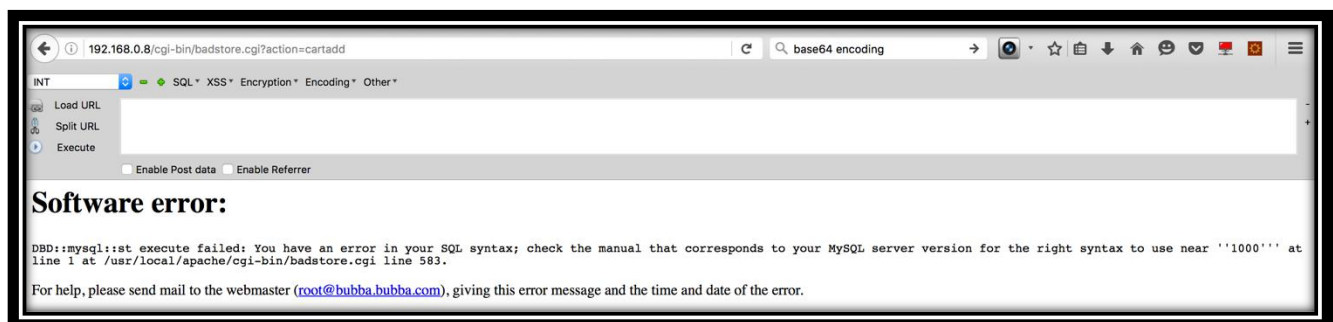 192.168.0.8/cgi-bin/badstore.cgi?action=cartadd
base64 encoding
INT
SQL XSS Encryption Encoding Other
Load URL
Split URL
Execute
Enable Post data Enable Referrer
Software error:
DBD::mysql::st execute failed: You have an error in your SQL syntax; check the manual that corresponds to your MySQL server version for the right syntax to use near ''1000''' at
line 1 at /usr/local/apache/cgi-bin/badstore.cgi line 583.
For help, please send mail to the webmaster (root@bubba.bubba.com), giving this error message and the time and date of the error.